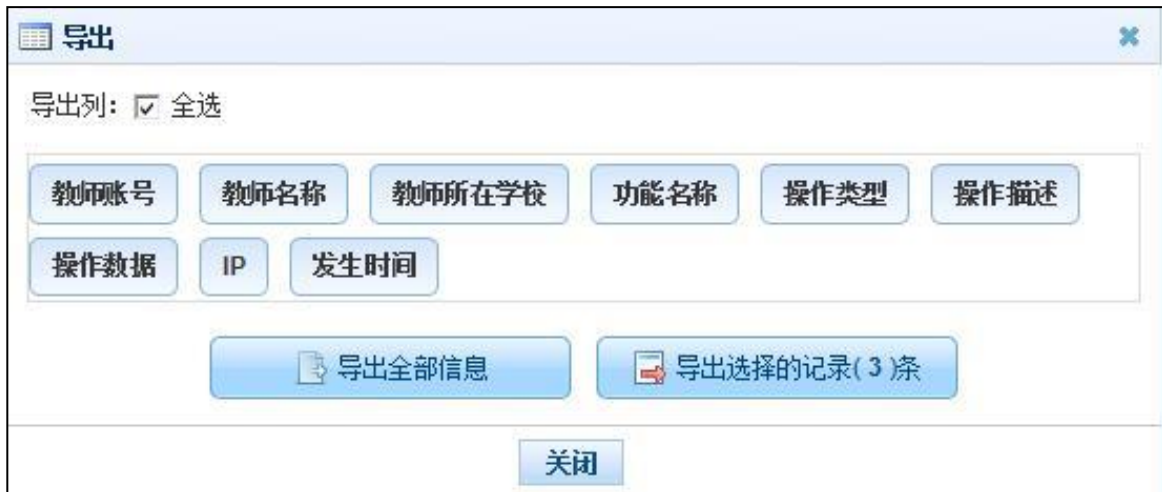 导出
导出列： 全选
教师账号 教师名称 教师所在学校 功能名称 操作类型 操作描述
操作数据 IP 发生时间
导出全部信息 导出选择的记录( 3 )条
关闭